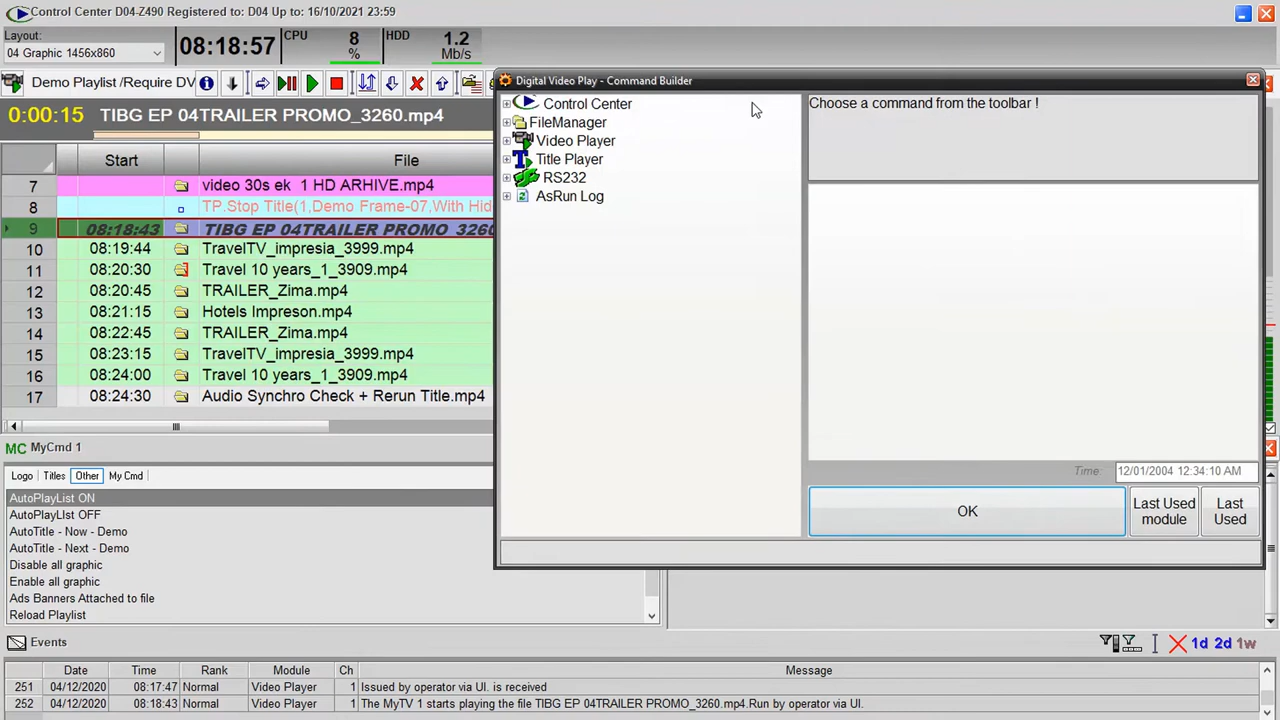 Control Center D04-Z490 Registered to: D04 Up to: 16/10/2021 23:59
Layout:
04 Graphic 1456x860
08:18:57
CPU
8
%
HDD
1.2
Mb/s
Demo Playlist /Require DV
0:00:15
TIBG EP 04TRAILER PROMO_3260.mp4
Start
File
7
video 30s ek 1 HD ARHIVE.mp4
8
TP.Stop Title(1,Demo Frame-07,With Hid
9 08:18:43 TIBG EP 04TRAILER PROMO_3260
10 08:19:44 TravelTV_impresia_3999.mp4
11 08:20:30 Travel 10 years_1_3909.mp4
12 08:20:45 TRAILER_Zima.mp4
13 08:21:15 Hotels Impreson.mp4
14 08:22:45 TRAILER_Zima.mp4
15 08:23:15 TravelTV_impresia_3999.mp4
16 08:24:00 Travel 10 years_1_3909.mp4
17 08:24:30 Audio Synchro Check + Rerun Title.mp4
Digital Video Play - Command Builder
Control Center
FileManager
Video Player
Title Player
RS232
AsRun Log
Choose a command from the toolbar !
Time: 12/01/2004 12:34:10 AM
OK
Last Used module
Last Used
MC MyCmd 1
Logo Titles Other My Cmd
AutoPlayList ON
AutoPlayList OFF
AutoTitle - Now - Demo
AutoTitle - Next - Demo
Disable all graphic
Enable all graphic
Ads Banners Attached to file
Reload Playlist
Events
1d 2d 1w
Date Time Rank Module Ch Message
251 04/12/2020 08:17:47 Normal Video Player 1 Issued by operator via UI. is received
252 04/12/2020 08:18:43 Normal Video Player 1 The MyTV 1 starts playing the file TIBG EP 04TRAILER PROMO_3260.mp4.Run by operator via UI.